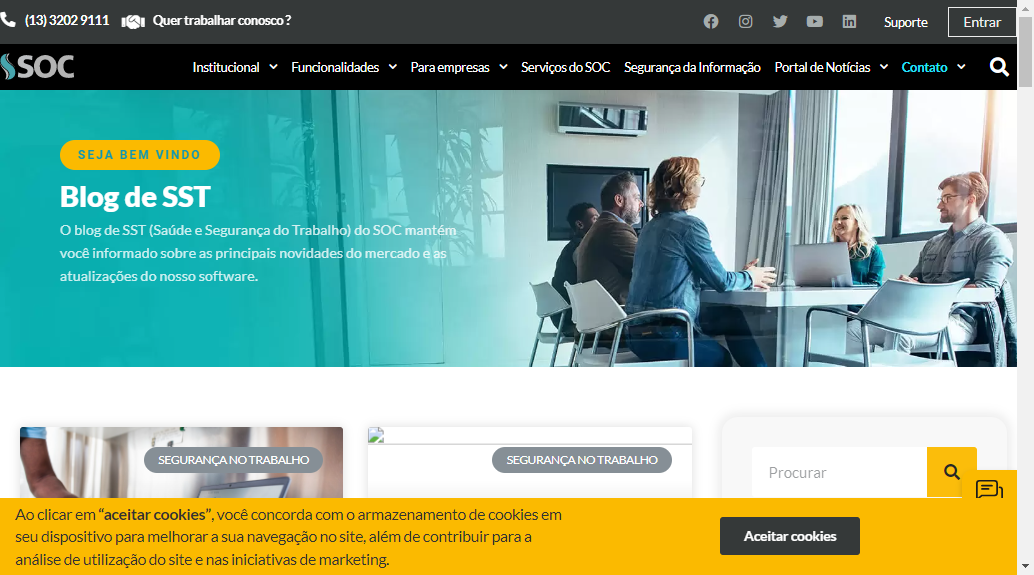 (13) 3202 9111 Quer trabalhar conosco ? Suporte Entrar
SOC Institucional Funcionalidades Para empresas Serviços do SOC Segurança da Informação Portal de Notícias Contato
SEJA BEM VINDO
Blog de SST
O blog de SST (Saúde e Segurança do Trabalho) do SOC mantém
você informado sobre as principais novidades do mercado e as
atualizações do nosso software.
SEGURANÇA NO TRABALHO
SEGURANÇA NO TRABALHO
Procurar
Ao clicar em “aceitar cookies”, você concorda com o armazenamento de cookies em
seu dispositivo para melhorar a sua navegação no site, além de contribuir para a
análise de utilização do site e nas iniciativas de marketing.
Aceitar cookies